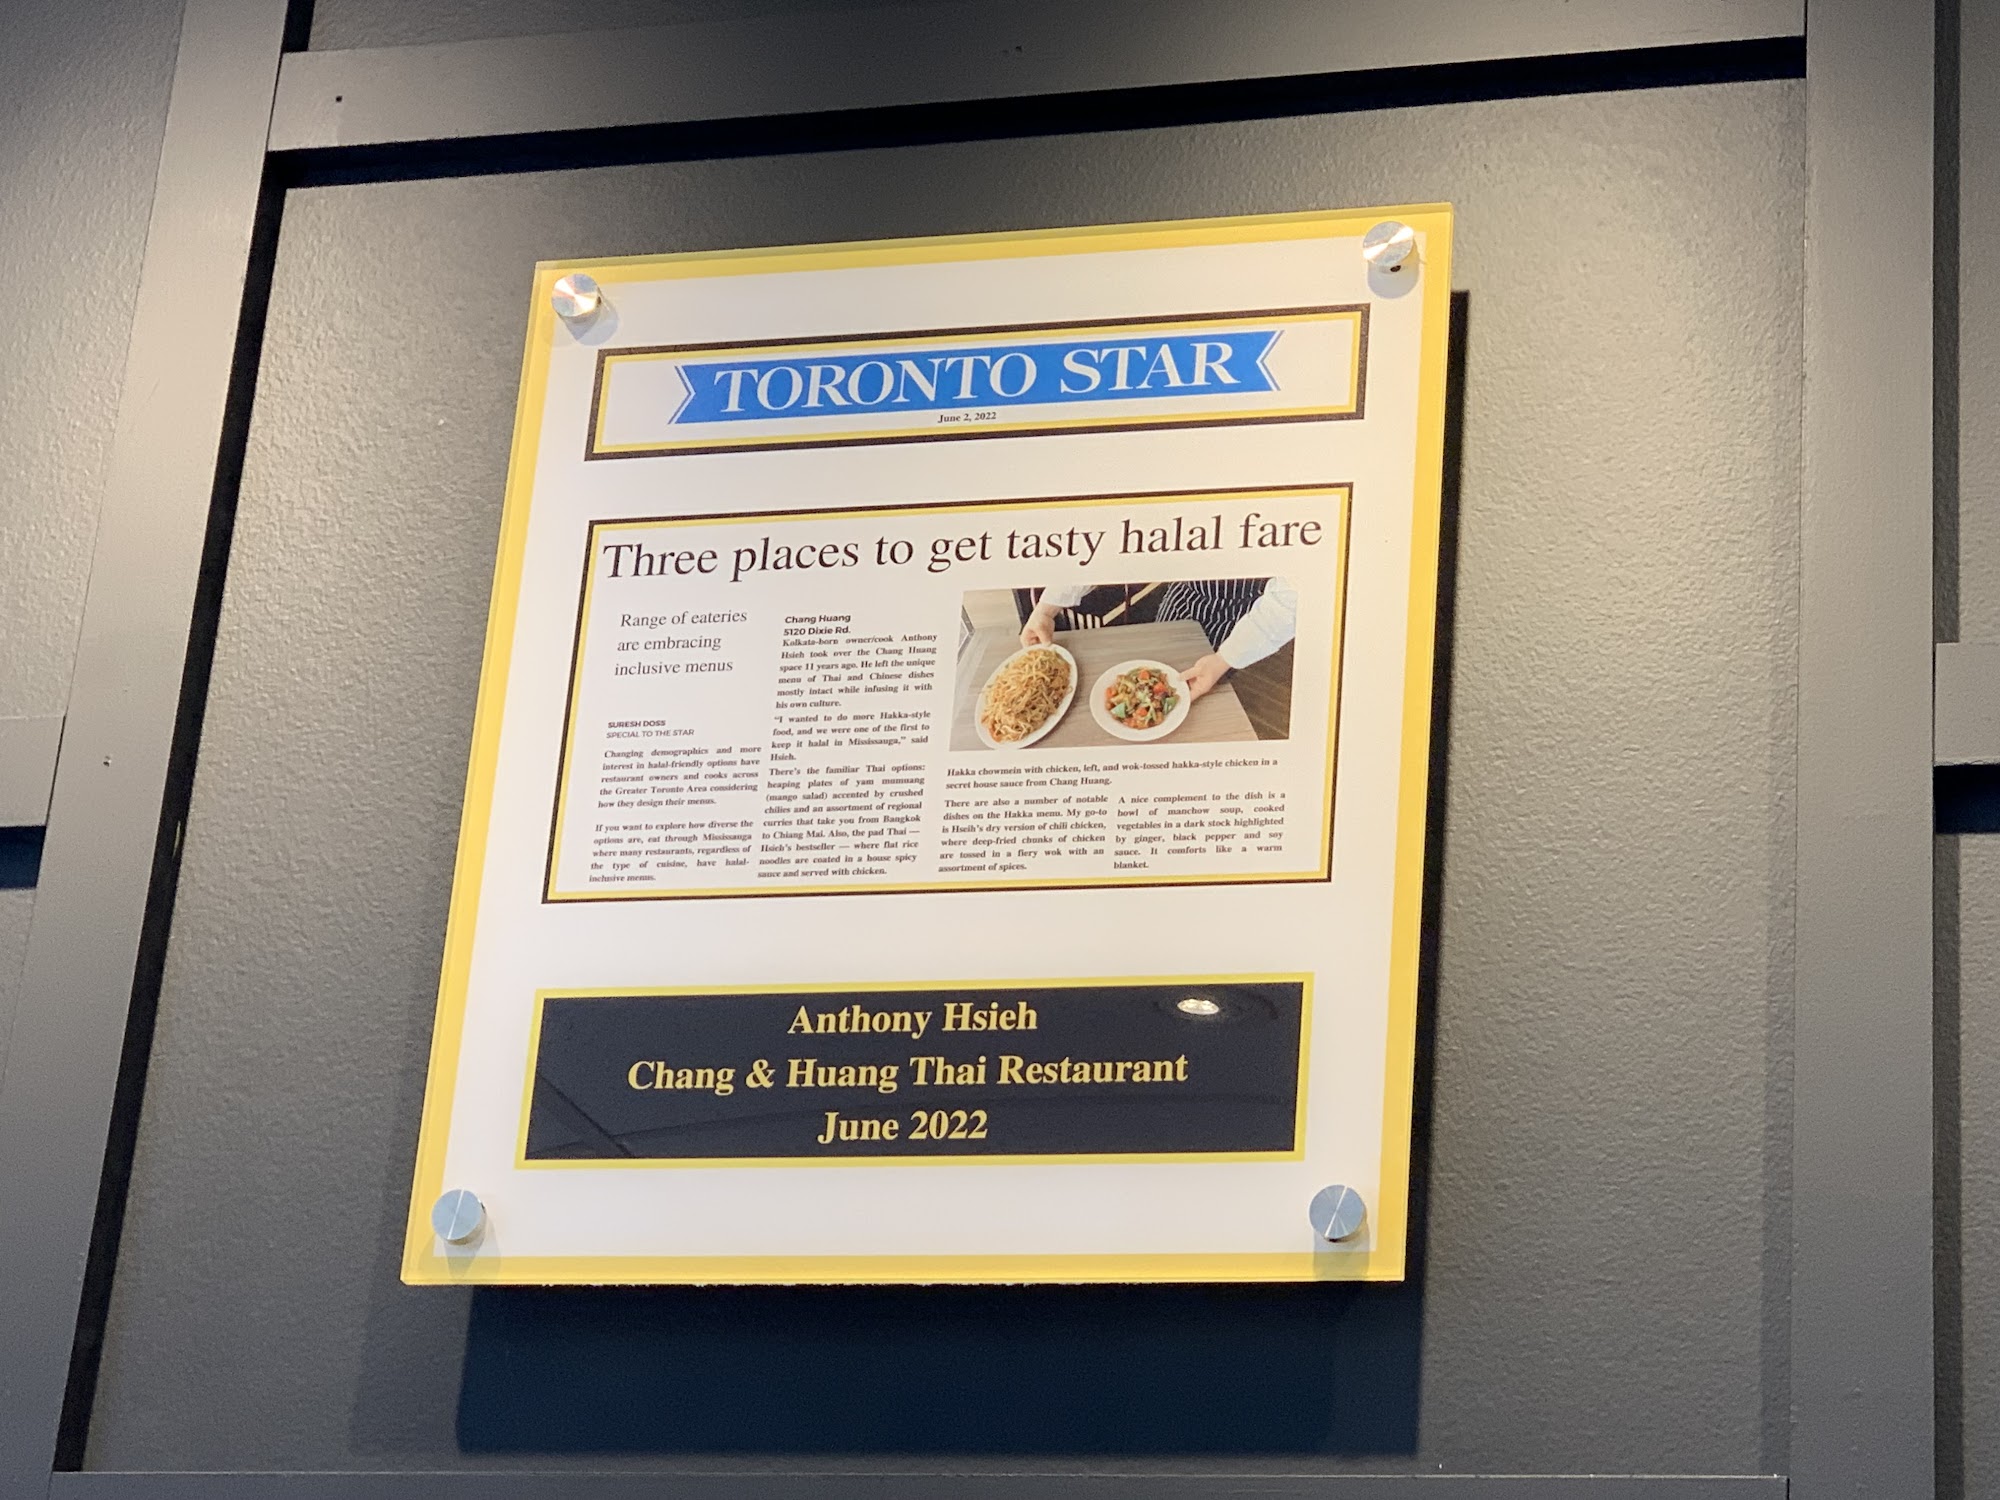 TORONTO STAR
June 2, 2022
Three places to get tasty halal fare
Range of eateries
are embracing
inclusive menus
SURESH DOSS
SPECIAL TO THE STAR
Changing demographics and more
interest in halal-friendly options have
restaurant owners and cooks across
the Greater Toronto Area considering
how they design their menus.
If you want to explore how diverse the
options are, eat through Mississauga
where many restaurants, regardless of
the type of cuisine, have halal-
inclusive menus.
Chang Huang
5120 Dixie Rd.
Kolkata-born owner/cook Anthony
Hsieh took over the Chang Huang
space 11 years ago. He left the unique
menu of Thai and Chinese dishes
mostly intact while infusing it with
his own culture.
"I wanted to do more Hakka-style
food, and we were one of the first to
keep it halal in Mississauga," said
Hsieh.
There's the familiar Thai options:
heaping plates of yam mumuang
(mango salad) accented by crushed
chilies and an assortment of regional
curries that take you from Bangkok
to Chiang Mai. Also, the pad Thai —
Hsieh's bestseller — where flat rice
noodles are coated in a house spicy
sauce and served with chicken.
Hakka chowmein with chicken, left, and wok-tossed hakka-style chicken in a
secret house sauce from Chang Huang.
There are also a number of notable
dishes on the Hakka menu. My go-to
is Hseih's dry version of chili chicken,
where deep-fried chunks of chicken
are tossed in a fiery wok with an
assortment of spices.
A nice complement to the dish is a
bowl of manchow soup, cooked
vegetables in a dark stock highlighted
by ginger, black pepper and soy
sauce. It comforts like a warm
blanket.
Anthony Hsieh
Chang & Huang Thai Restaurant
June 2022